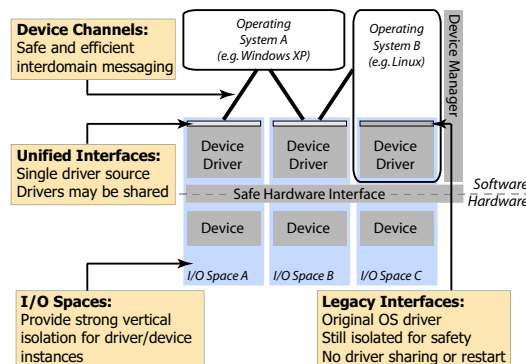 Device Channels:
Safe and efficient
interdomain messaging
Operating
System A
(e.g. Windows XP)
Operating
System B
(e.g. Linux)
Device Manager
Unified Interfaces:
Single driver source
Drivers may be shared
Device
Driver
Device
Driver
Device
Driver
Safe Hardware Interface
Software
Hardware
Device
Device
Device
I/O Space A
I/O Space B
I/O Space C
I/O Spaces:
Provide strong vertical
isolation for driver/device
instances
Legacy Interfaces:
Original OS driver
Still isolated for safety
No driver sharing or restart